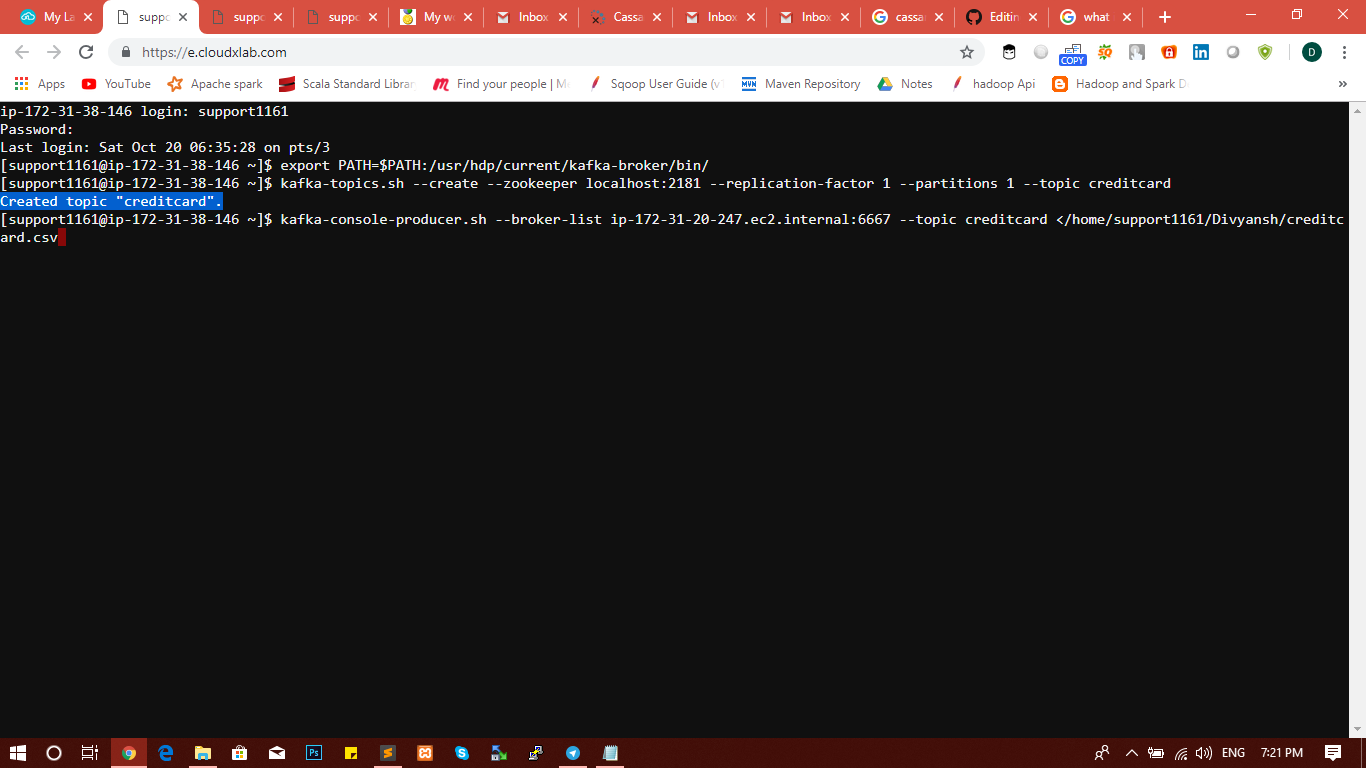 My La
suppo
suppo
suppo
My wo
Inbox
Cassa
Inbox
Inbox
cassa
Editin
what
https://e.cloudxlab.com
COPY
D
Apps
YouTube
Apache spark
Scala Standard Librar
Find your people | M
Sqoop User Guide (v1
MVN
Maven Repository
Notes
hadoop Api
Hadoop and Spark D
»
ip-172-31-38-146 login: support1161
Password:
Last login: Sat Oct 20 06:35:28 on pts/3
[support1161@ip-172-31-38-146 ~]$ export PATH=$PATH:/usr/hdp/current/kafka-broker/bin/
[support1161@ip-172-31-38-146 ~]$ kafka-topics.sh --create --zookeeper localhost:2181 --replication-factor 1 --partitions 1 --topic creditcard
Created topic "creditcard".
[support1161@ip-172-31-38-146 ~]$ kafka-console-producer.sh --broker-list ip-172-31-20-247.ec2.internal:6667 --topic creditcard </home/support1161/Divyansh/creditc
ard.csv
Ps
ENG
7:21 PM